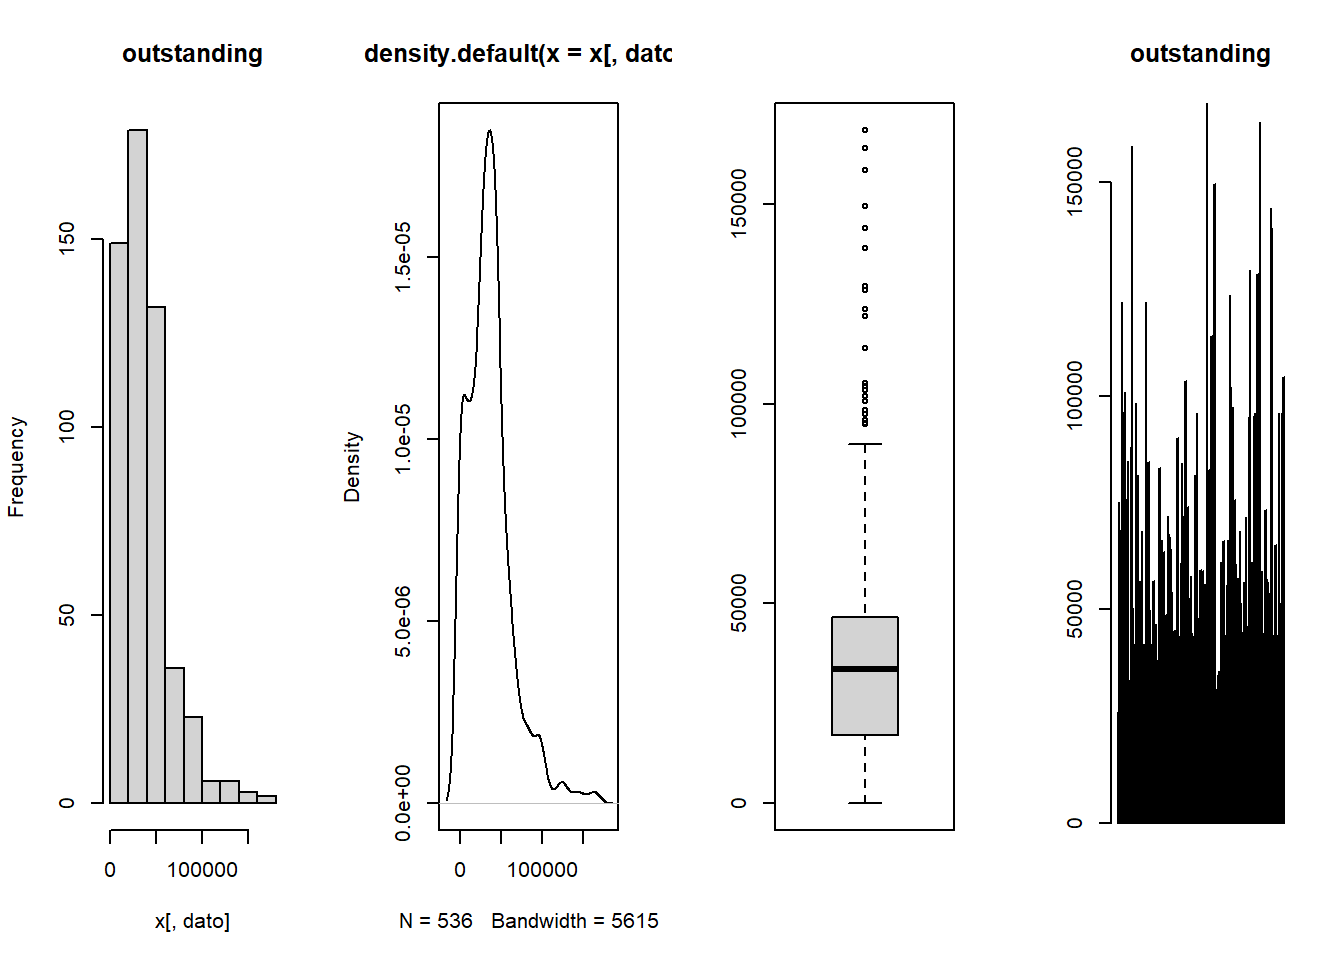 outstanding
Frequency
150
100
50
0
0
100000
x[, dato]
density.default(x = x[, dato
Density
1.5e-05
1.0e-05
5.0e-06
0.0e+00
0
100000
N = 536 Bandwidth = 5615
150000
100000
50000
0
outstanding
150000
100000
50000
0